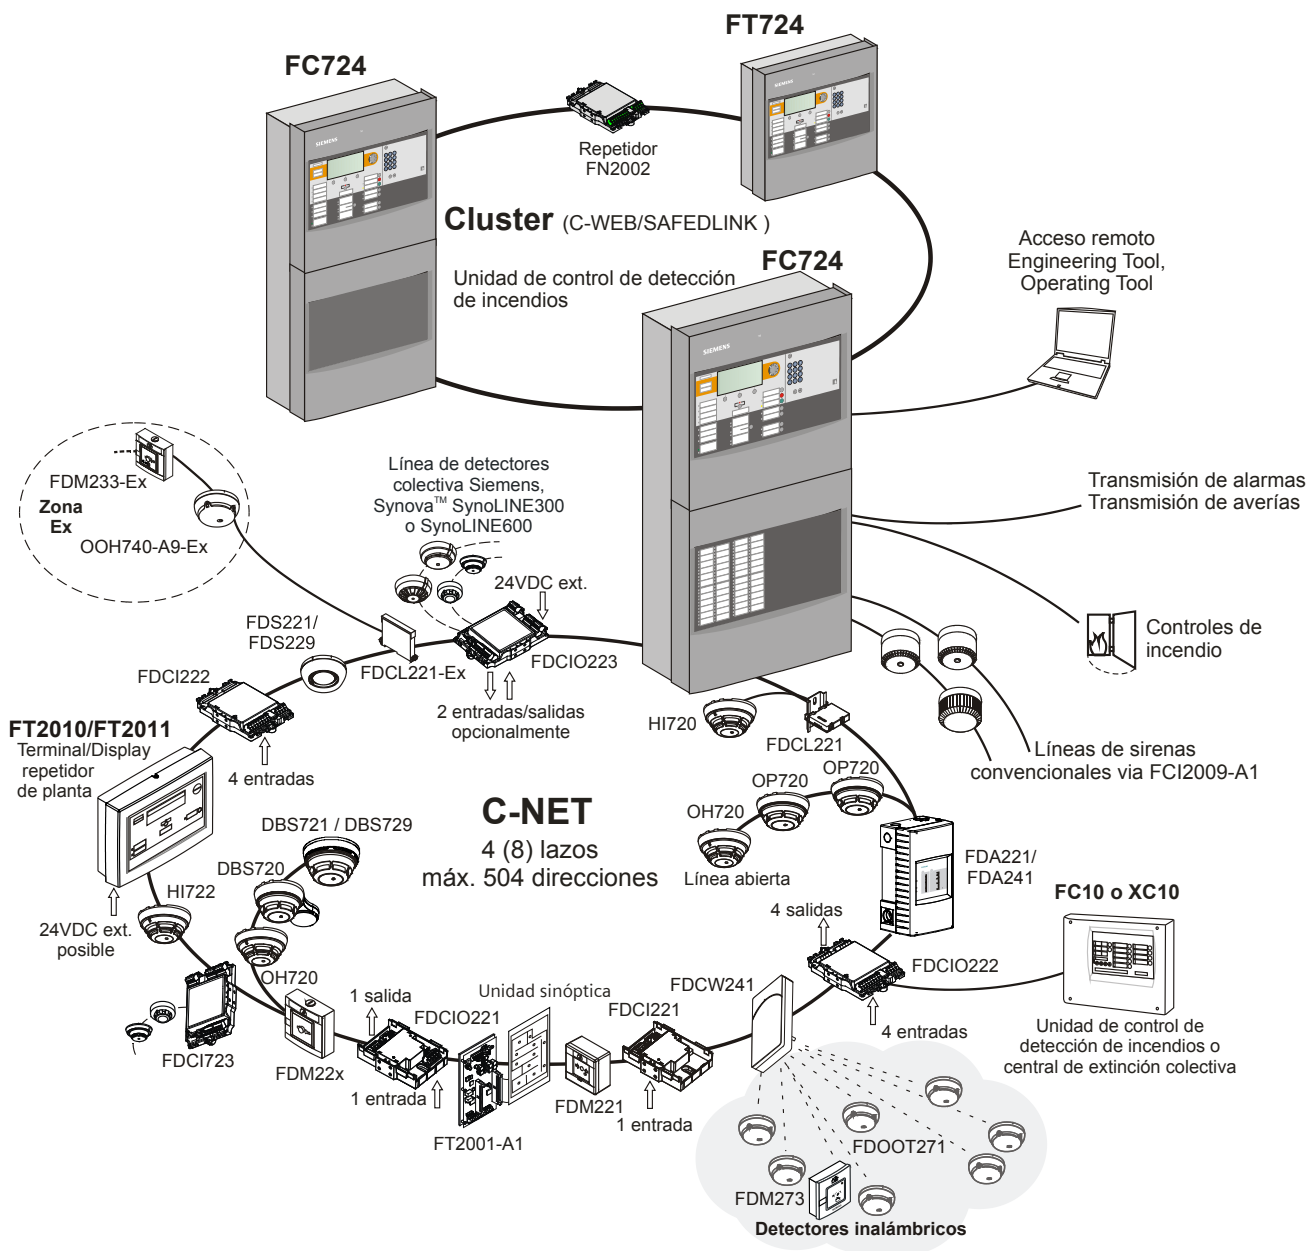 FT724
FC724
SIEMENS
SIEMENS
Repetidor
FN2002
Cluster (C-WEB/SAFEDLINK )
Unidad de control de detección
de incendios
FC724
SIEMENS
Acceso remoto
Engineering Tool,
Operating Tool
Transmisión de alarmas
Transmisión de averías
Controles de
incendio
Líneas de sirenas
convencionales via FCI2009-A1
FDM233-Ex
Zona
Ex
OOH740-A9-Ex
Línea de detectores
colectiva Siemens,
Synova™ SynoLINE300
o SynoLINE600
24VDC ext.
FDS221/
FDS229
FDCL221-Ex
FDCIO223
2 entradas/salidas
opcionalmente
FDCI222
4 entradas
FT2010/FT2011
Terminal/Display
repetidor
de planta
24VDC ext.
posible
HI720
FDCL221
OP720
OP720
OH720
Línea abierta
C-NET
4 (8) lazos
máx. 504 direcciones
DBS721 / DBS729
DBS720
HI722
OH720
FDCI723
FDM22x
1 salida
FDCIO221
1 entrada
Unidad sinóptica
FT2001-A1
FDM221
FDCI221
1 entrada
FDCW241
4 salidas
FDCIO222
4 entradas
FDA221/
FDA241
FC10 o XC10
Unidad de control de
detección de incendios o
central de extinción colectiva
FDOOT271
FDM273
Detectores inalámbricos